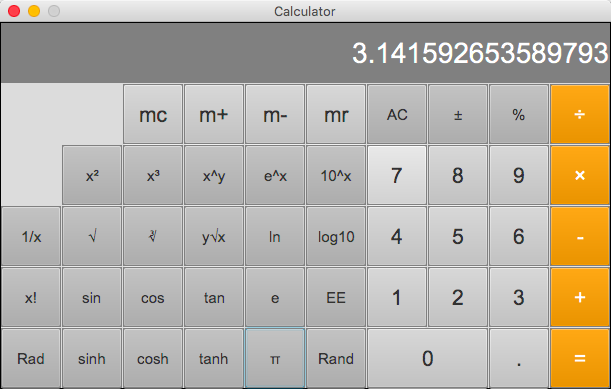 Calculator
3.141592653589793
mc m+ m- mr AC ± % ÷
x² x³ x^y e^x 10^x 7 8 9 ×
1/x √ ∛ y√x ln log10 4 5 6 -
x! sin cos tan e EE 1 2 3 +
Rad sinh cosh tanh π Rand 0 . =